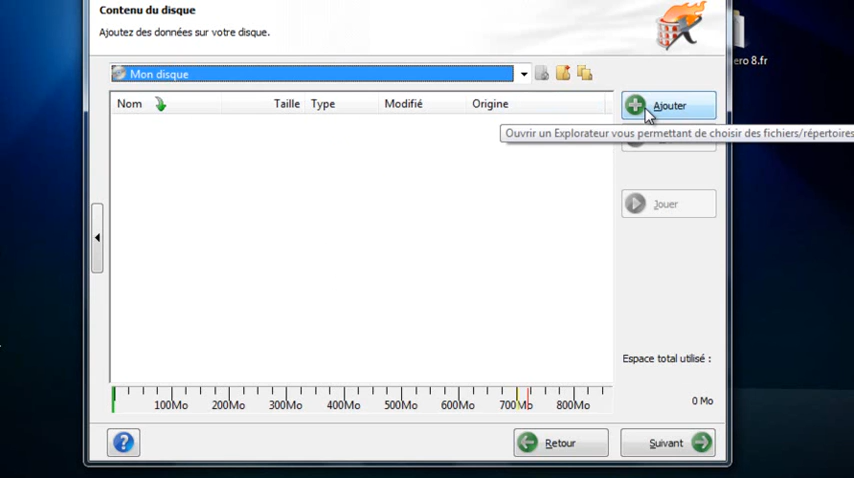 Contenu du disque
Ajoutez des données sur votre disque.
ero 8.fr
Mon disque
Nom Taille Type Modifié Origine
Ajouter
Ouvrir un Explorateur vous permettant de choisir des fichiers/répertoires
Jouer
Espace total utilisé :
0 Mo
100Mo 200Mo 300Mo 400Mo 500Mo 600Mo 700Mo 800Mo
Retour
Suivant